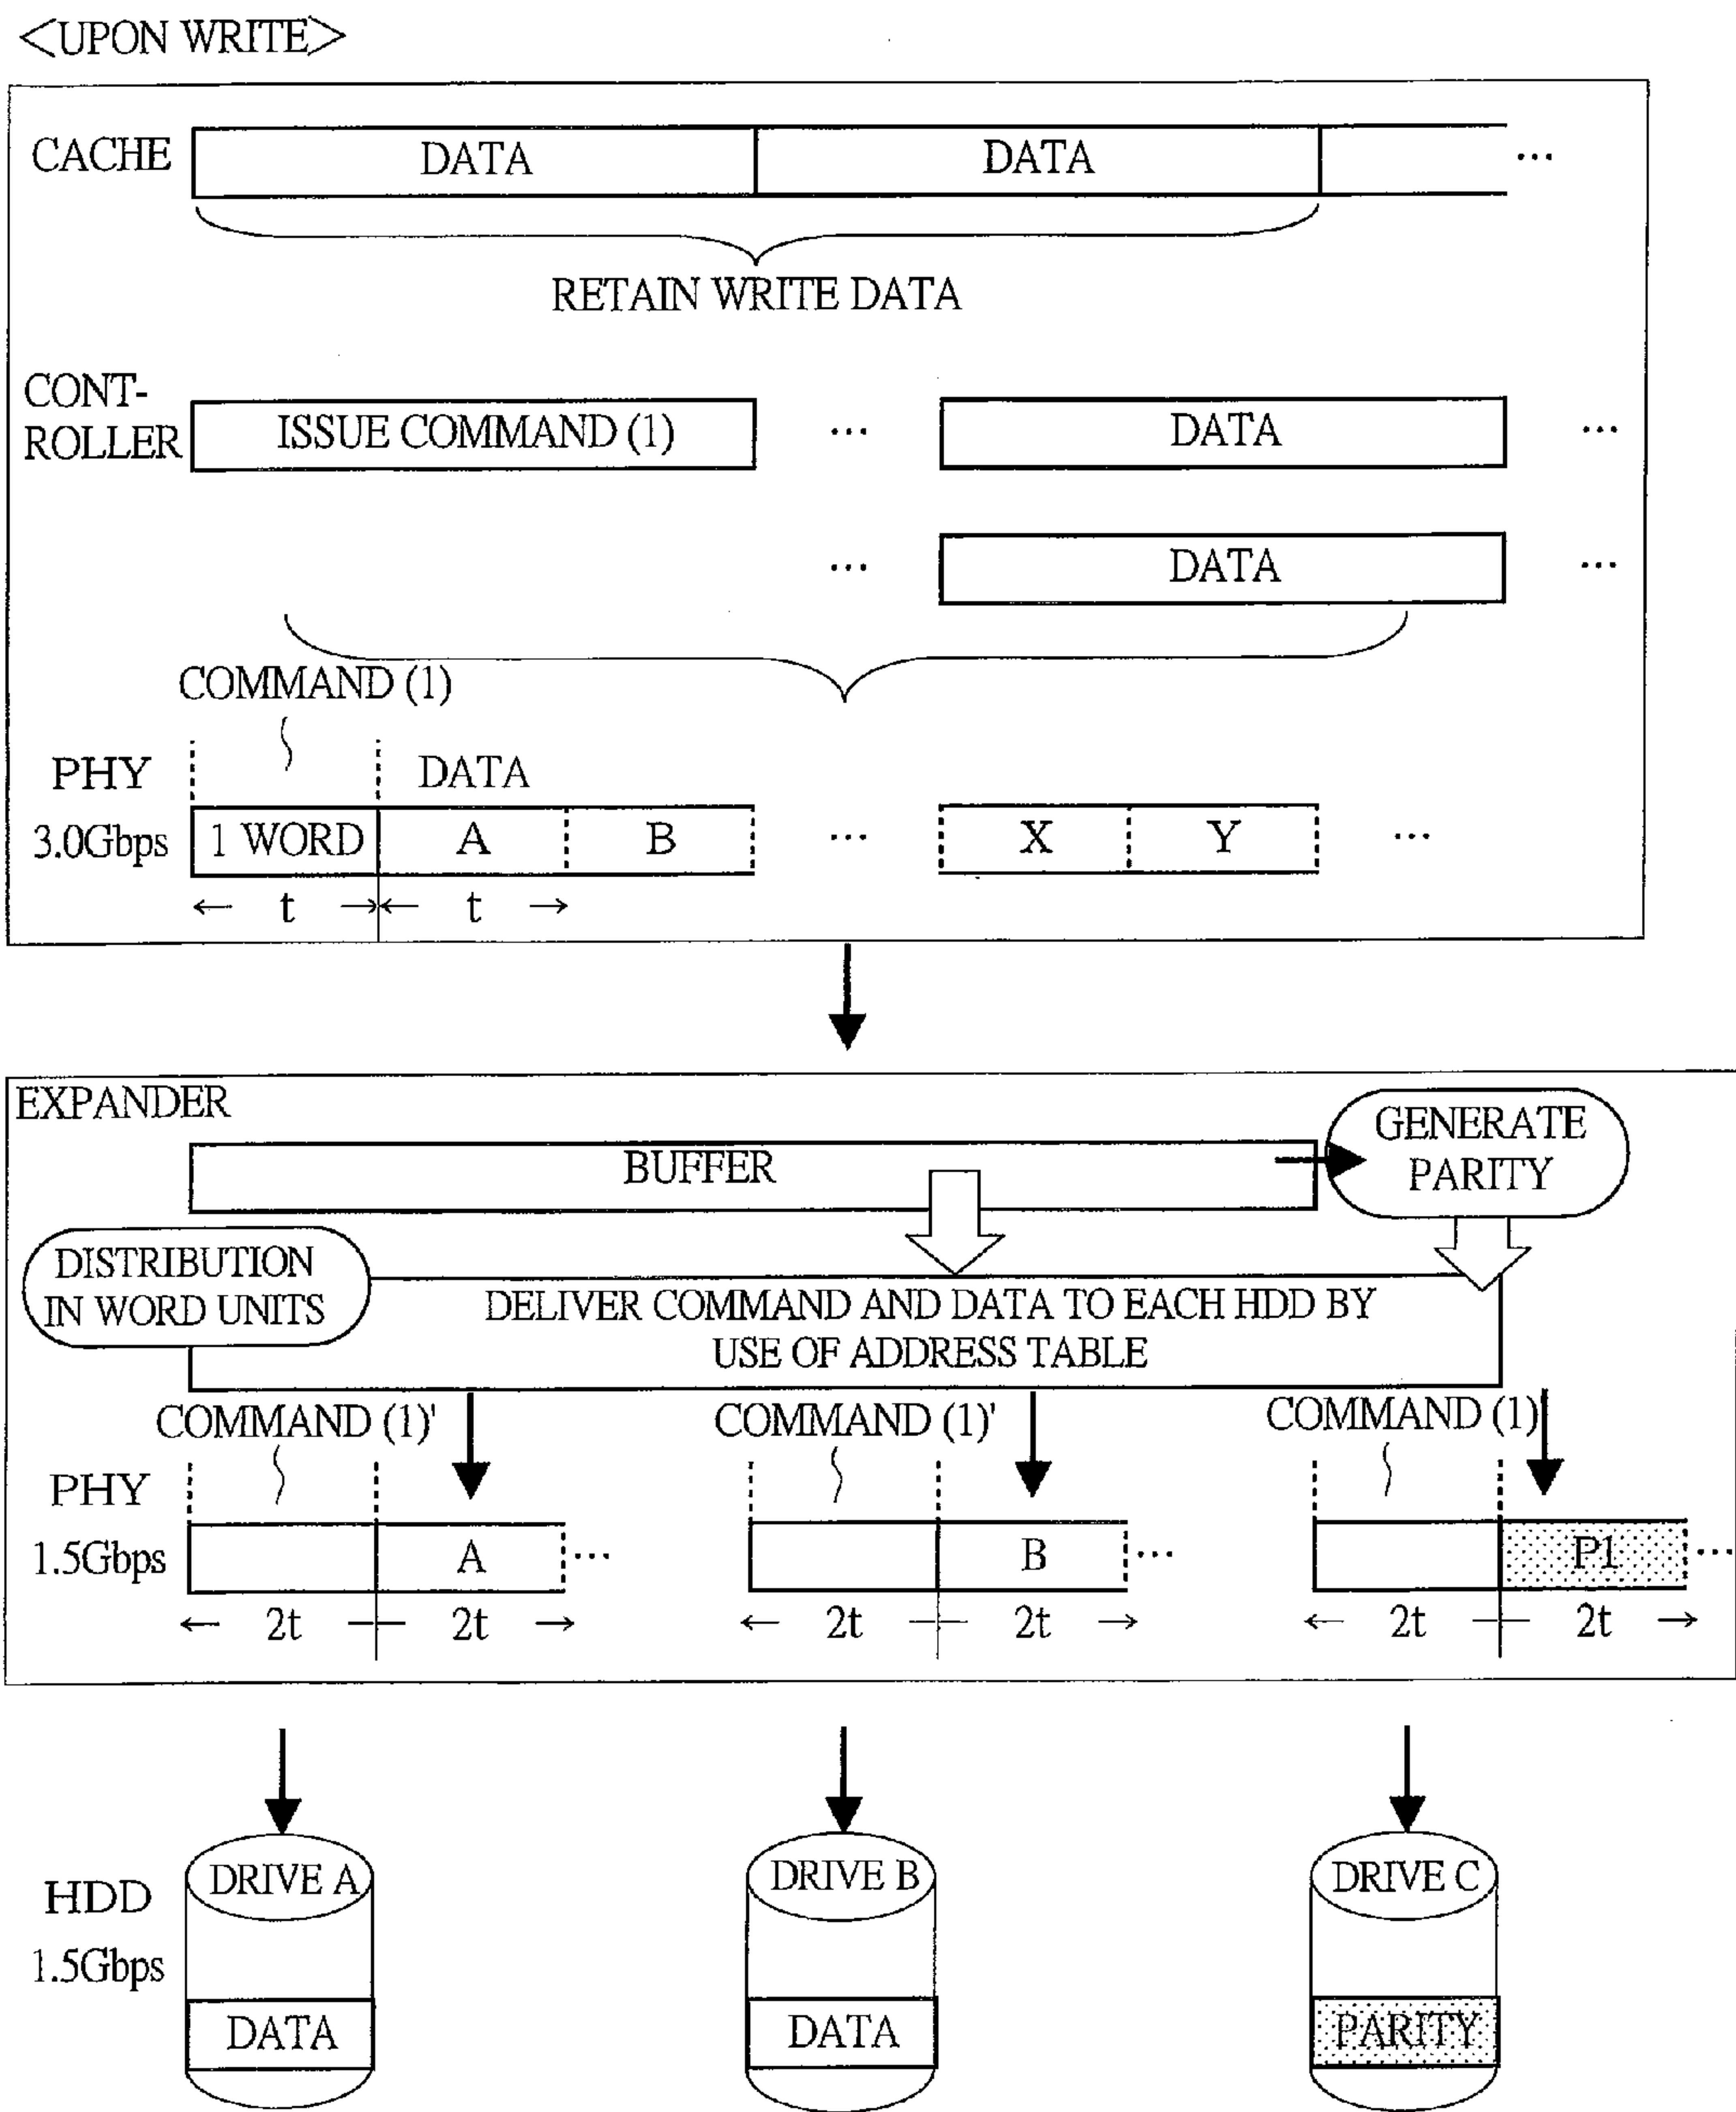 <UPON WRITE>
CACHE DATA DATA ...
RETAIN WRITE DATA
CONT-
ROLLER ISSUE COMMAND (1) ... DATA ...
... DATA ...
COMMAND (1)
PHY DATA
3.0Gbps 1 WORD A B ... X Y ...
← t → ← t →
EXPANDER
BUFFER
GENERATE
PARITY
DISTRIBUTION
IN WORD UNITS
DELIVER COMMAND AND DATA TO EACH HDD BY
USE OF ADDRESS TABLE
COMMAND (1)' COMMAND (1)' COMMAND (1)
PHY
1.5Gbps A ... B ... P1 ...
← 2t — 2t → ← 2t — 2t → ← 2t — 2t →
DRIVE A DRIVE B DRIVE C
HDD
1.5Gbps
DATA DATA PARITY